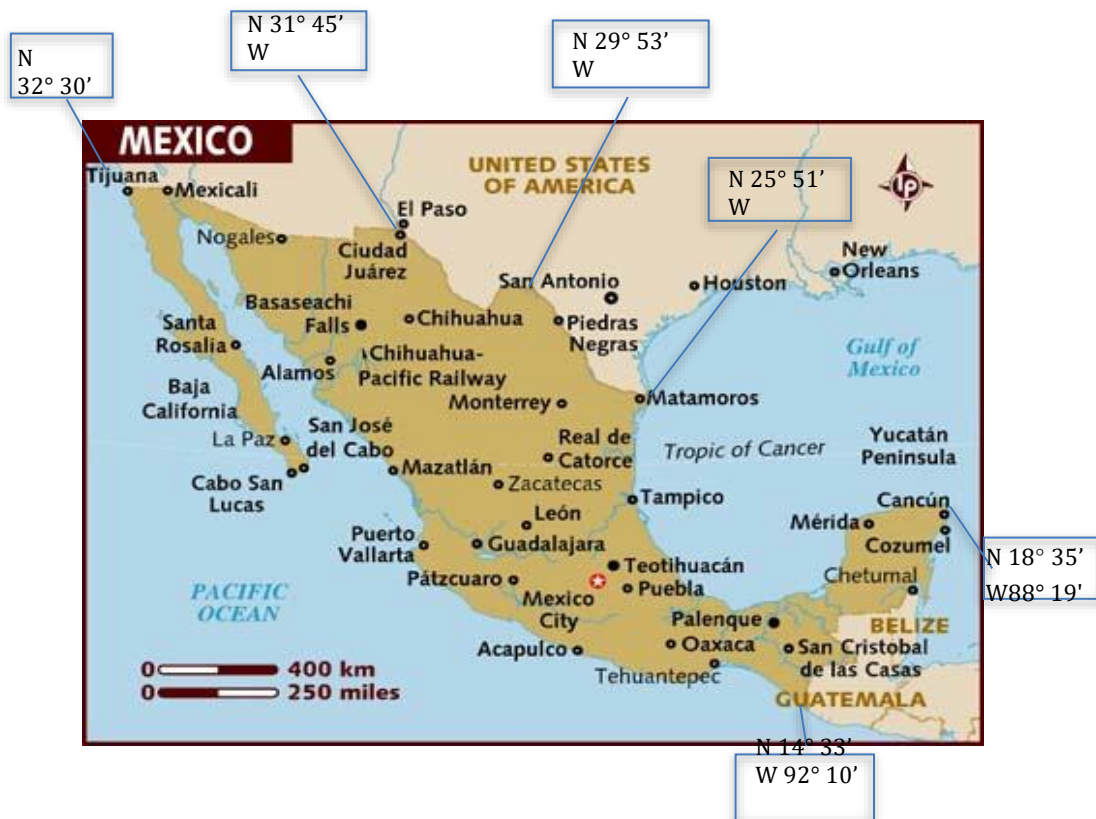 N 31° 45’
W
N 29° 53’
W
N
32° 30’
MEXICO
UNITED STATES
OF AMERICA
N 25° 51’
W
LP
Tijuana
Mexicali
El Paso
Nogales
Ciudad
Juárez
New
Orleans
San Antonio
Houston
Basaseachi
Falls
Chihuahua
Piedras
Negras
Santa
Rosalia
Gulf of
Mexico
Alamos
Chihuahua-
Pacific Railway
Baja
California
Monterrey
Matamoros
La Paz
San José
del Cabo
Real de
Catorce
Tropic of Cancer
Yucatán
Peninsula
Mazatlán
Zacatecas
Cabo San
Lucas
Tampico
Cancún
León
Mérida
Puerto
Vallarta
Guadalajara
Cozumel
N 18° 35’
W88° 19'
Teotihuacán
Chetumal
Pátzcuaro
Puebla
PACIFIC
OCEAN
Mexico
City
Palenque
BELIZE
Acapulco
Oaxaca
San Cristobal
de las Casas
Tehuantepec
0 400 km
0 250 miles
GUATEMALA
N 14° 33’
W 92° 10’